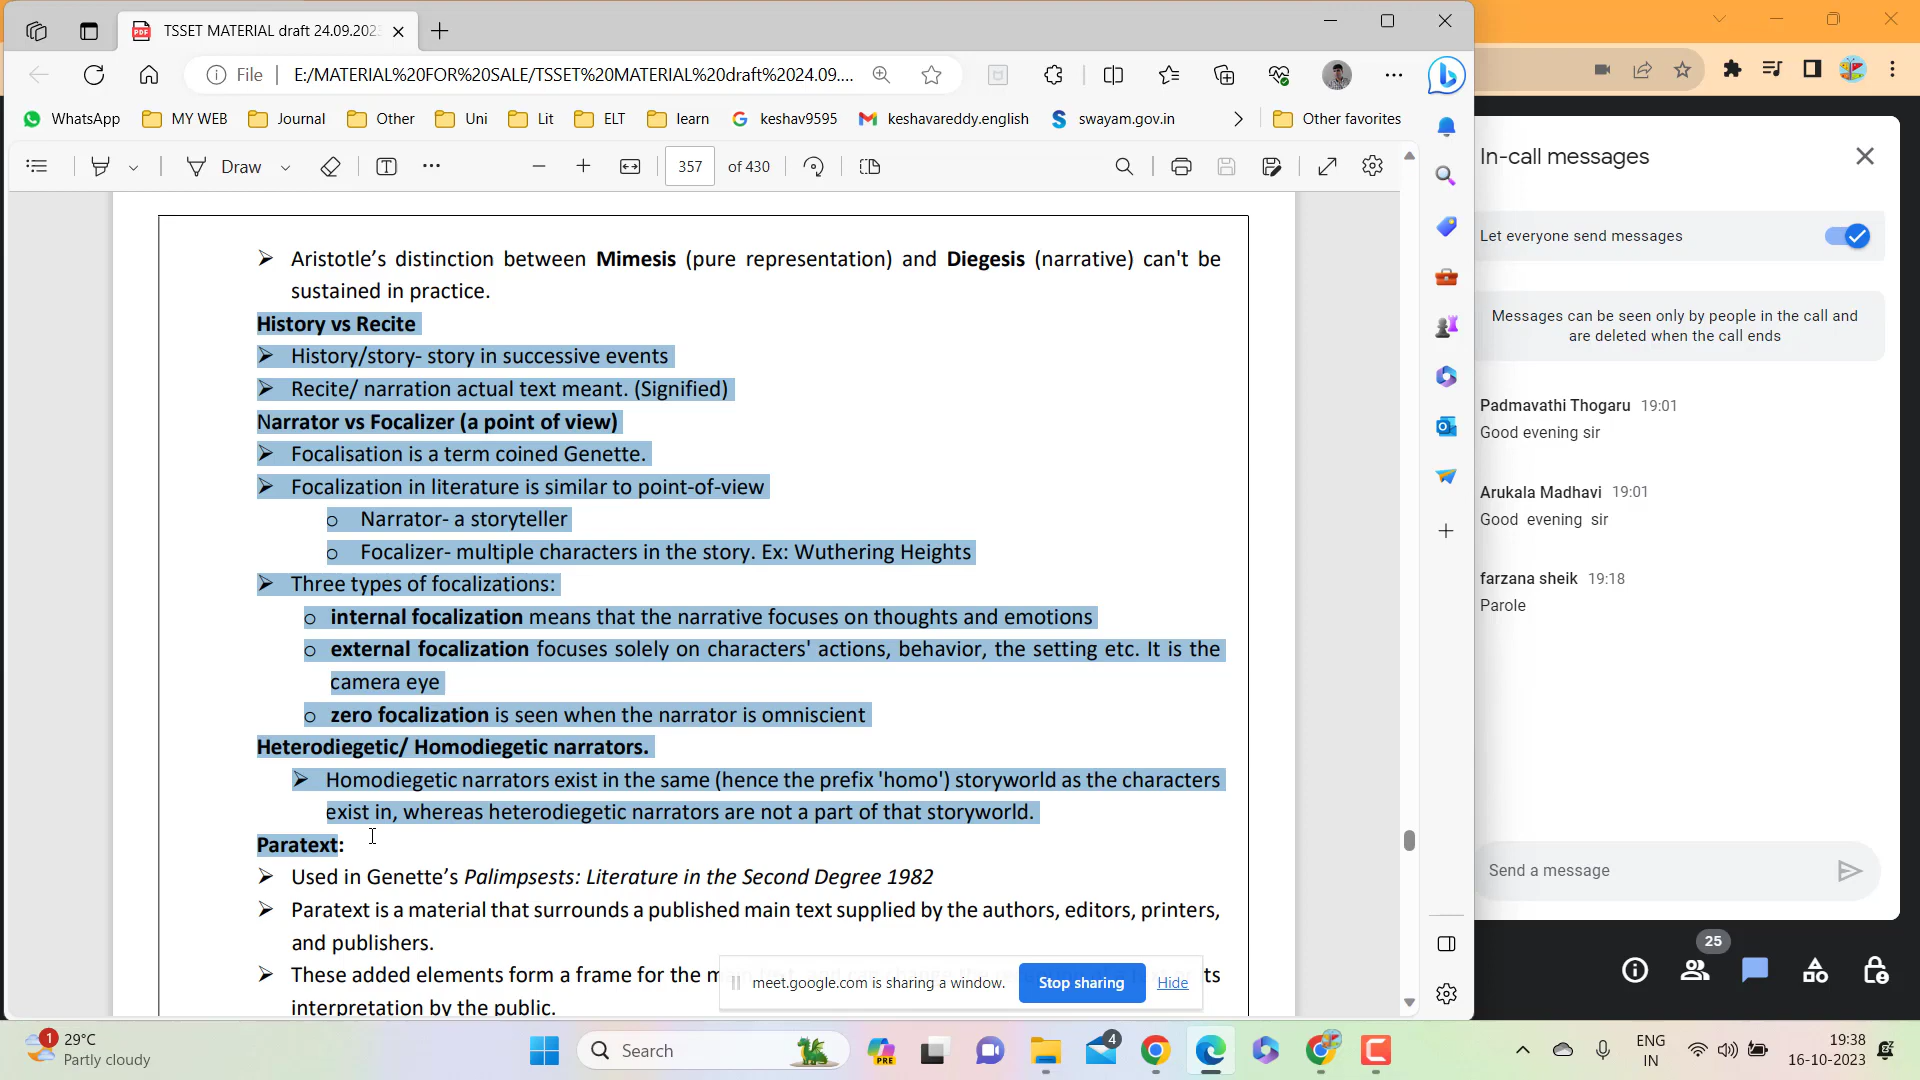 TSSET MATERIAL draft 24.09.202
File
E:/MATERIAL%20FOR%20SALE/TSSET%20MATERIAL%20draft%2024.09....
WhatsApp
MY WEB
Journal
Other
Uni
Lit
ELT
learn
keshav9595
keshavareddy.english
swayam.gov.in
Other favorites
Draw
357
of 430
Aristotle’s distinction between Mimesis (pure representation) and Diegesis (narrative) can't be
sustained in practice.
History vs Recite
History/story- story in successive events
Recite/ narration actual text meant. (Signified)
Narrator vs Focalizer (a point of view)
Focalisation is a term coined Genette.
Focalization in literature is similar to point-of-view
o Narrator- a storyteller
o Focalizer- multiple characters in the story. Ex: Wuthering Heights
Three types of focalizations:
o internal focalization means that the narrative focuses on thoughts and emotions
o external focalization focuses solely on characters' actions, behavior, the setting etc. It is the
camera eye
o zero focalization is seen when the narrator is omniscient
Heterodiegetic/ Homodiegetic narrators.
Homodiegetic narrators exist in the same (hence the prefix 'homo') storyworld as the characters
exist in, whereas heterodiegetic narrators are not a part of that storyworld.
Paratext:
Used in Genette’s Palimpsests: Literature in the Second Degree 1982
Paratext is a material that surrounds a published main text supplied by the authors, editors, printers,
and publishers.
These added elements form a frame for the
interpretation by the public.
meet.google.com is sharing a window.
Stop sharing
Hide
In-call messages
Let everyone send messages
Messages can be seen only by people in the call and
are deleted when the call ends
Padmavathi Thogaru 19:01
Good evening sir
Arukala Madhavi 19:01
Good evening sir
farzana sheik 19:18
Parole
Send a message
25
1
29°C
Partly cloudy
Search
PRE
4
ENG
IN
19:38
16-10-2023